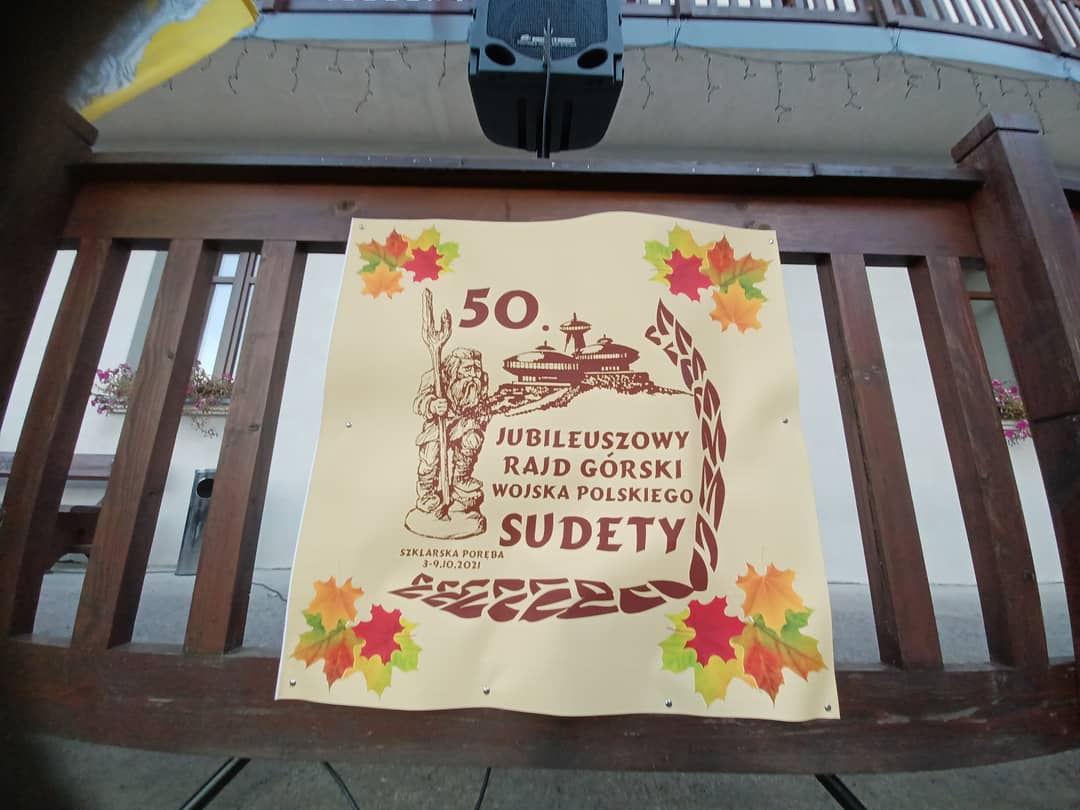 50.
JUBILEUSZOWY
RAJD GÓRSKI
WOJSKA POLSKIEGO
SUDETY
SZKLARSKA PORĘBA
3-9.10.2021